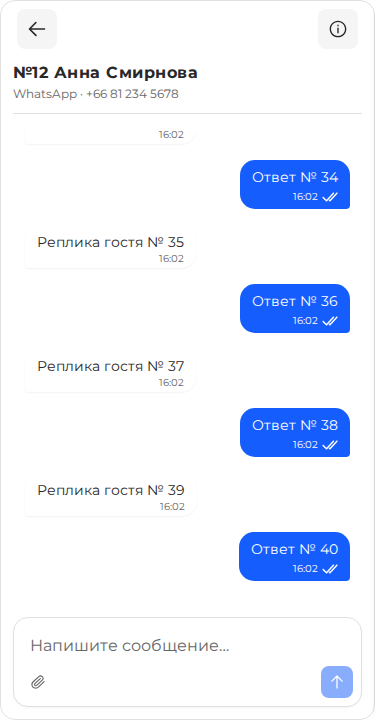 №12 Анна Смирнова
WhatsApp · +66 81 234 5678
16:02
Ответ № 34
16:02
Реплика гостя № 35
16:02
Ответ № 36
16:02
Реплика гостя № 37
16:02
Ответ № 38
16:02
Реплика гостя № 39
16:02
Ответ № 40
16:02
Напишите сообщение...